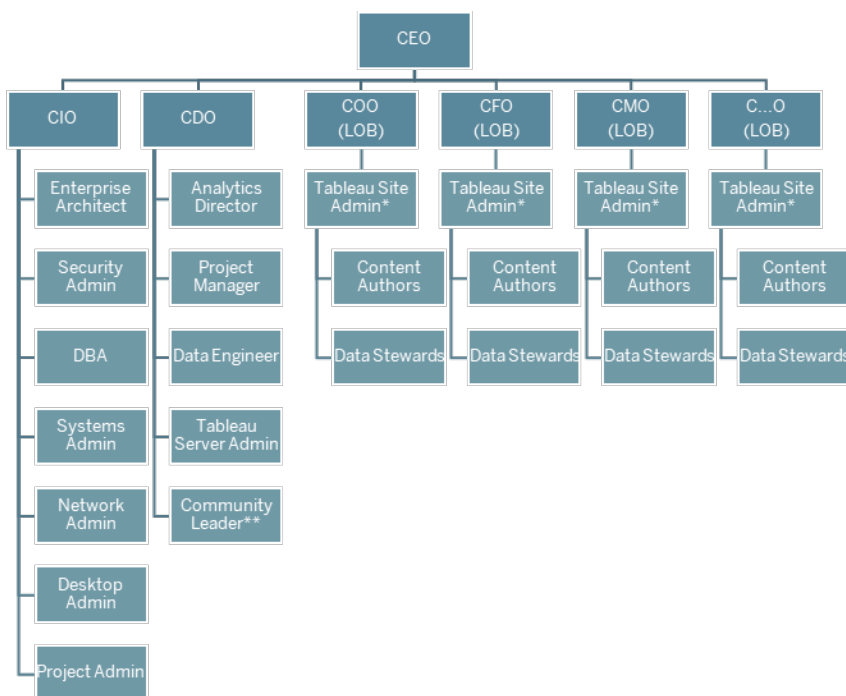 CEO
CIO
CDO
COO
(LOB)
CFO
(LOB)
CMO
(LOB)
C...O
(LOB)
Enterprise
Architect
Security
Admin
DBA
Systems
Admin
Network
Admin
Desktop
Admin
Project Admin
Analytics
Director
Project
Manager
Data Engineer
Tableau
Server Admin
Community
Leader**
Tableau Site
Admin*
Content
Authors
Data Stewards
Tableau Site
Admin*
Content
Authors
Data Stewards
Tableau Site
Admin*
Content
Authors
Data Stewards
Tableau Site
Admin*
Content
Authors
Data Stewards